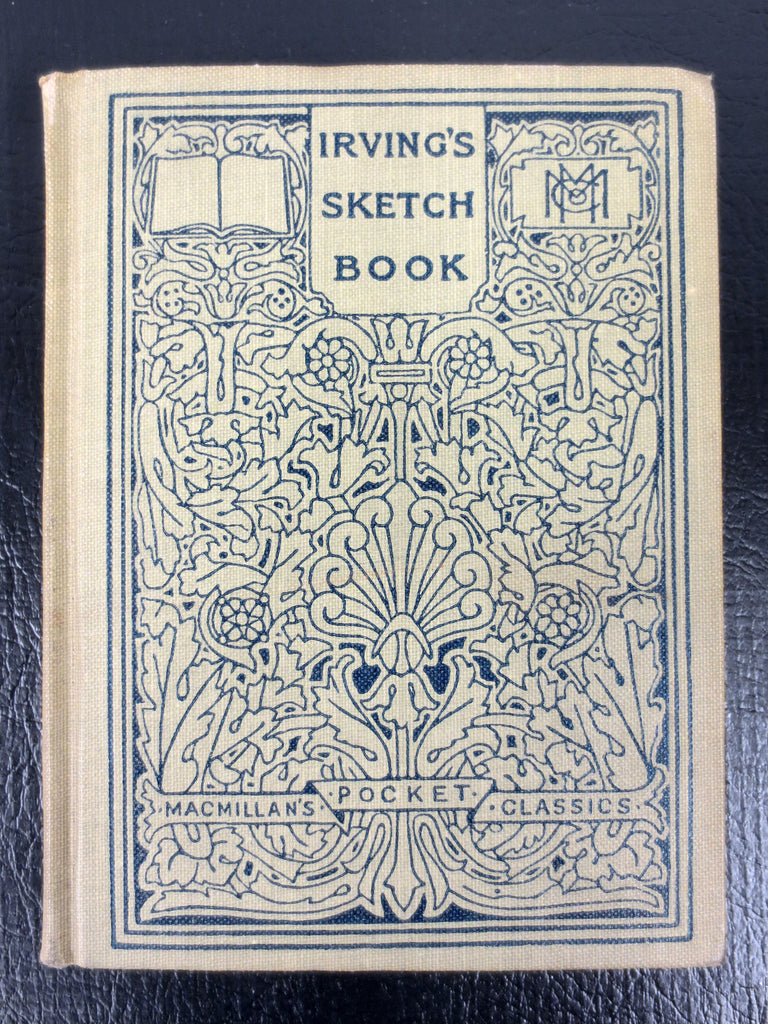 IRVING'S
SKETCH
BOOK
MACMILLAN'S · POCKET · CLASSICS ·